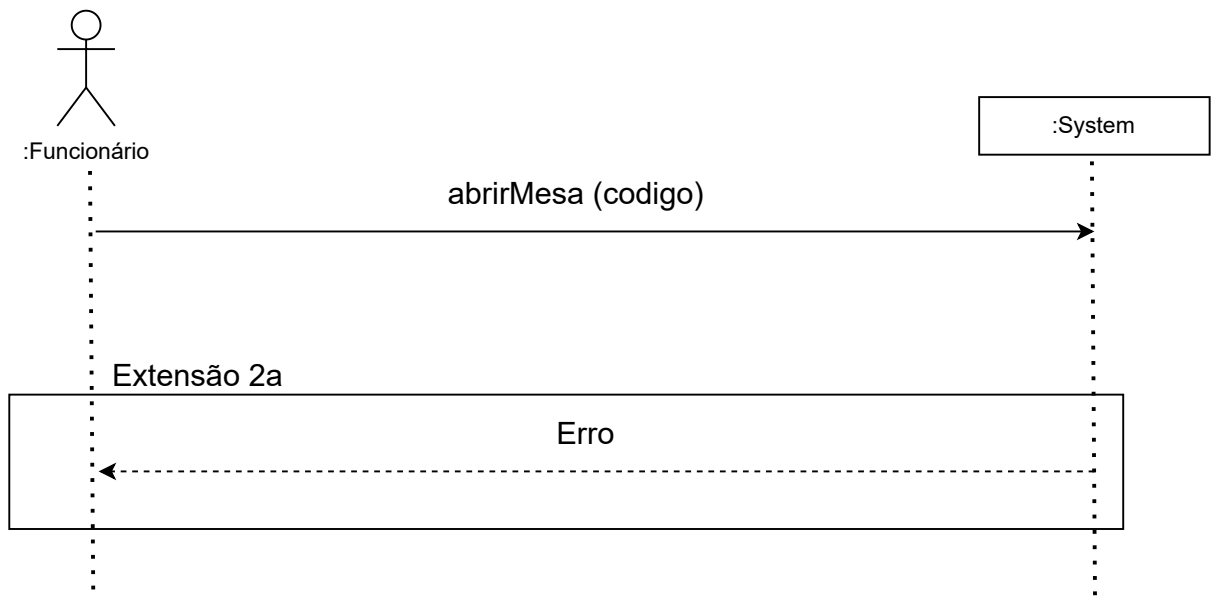 :Funcionário
:System
abrirMesa (codigo)
Extensão 2a
Erro